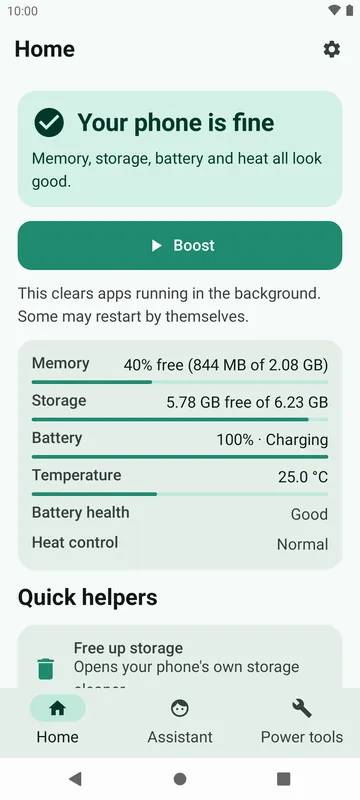 10:00
Home
Your phone is fine
Memory, storage, battery and heat all look
good.
Boost
This clears apps running in the background.
Some may restart by themselves.
Memory 40% free (844 MB of 2.08 GB)
Storage 5.78 GB free of 6.23 GB
Battery 100% · Charging
Temperature 25.0 °C
Battery health Good
Heat control Normal
Quick helpers
Free up storage
Opens your phone's own storage
Home Assistant Power tools